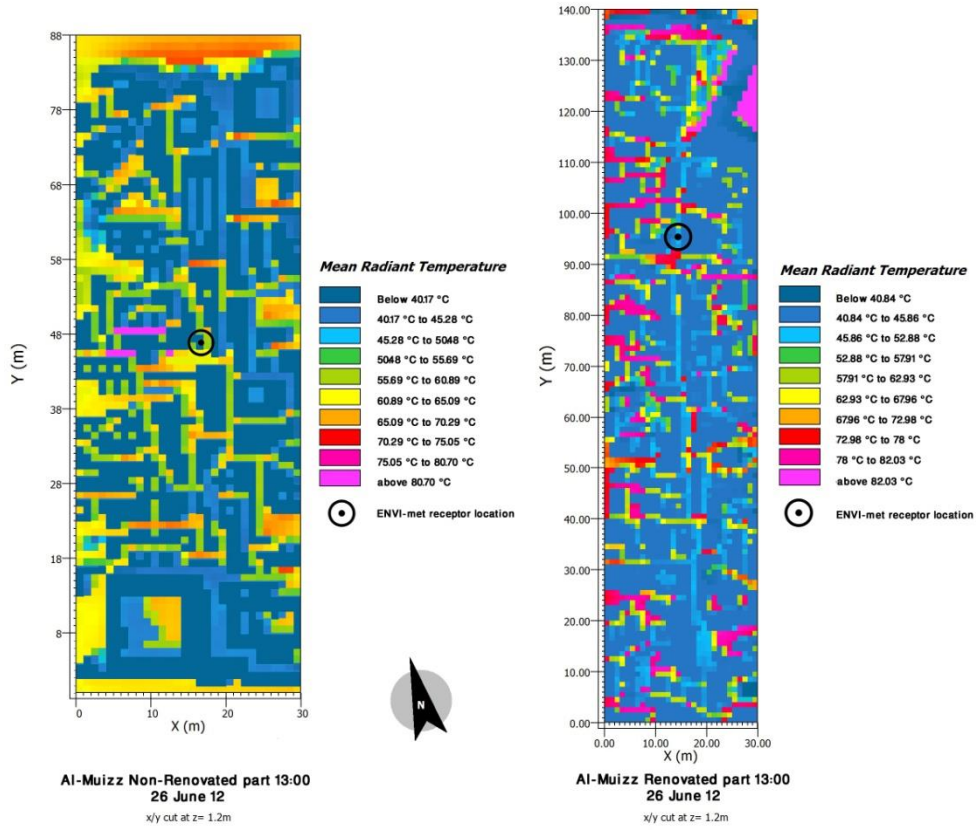 88
78
68
58
48
38
28
18
8
Y (m)
0
10
20
30
X (m)
Mean Radiant Temperature
Below 40.17 °C
40.17 °C to 45.28 °C
45.28 °C to 5048 °C
5048 °C to 55.69 °C
55.69 °C to 60.89 °C
60.89 °C to 65.09 °C
65.09 °C to 70.29 °C
70.29 °C to 75.05 °C
75.05 °C to 80.70 °C
above 80.70 °C
ENVI-met receptor location
Al-Muizz Non-Renovated part 13:00
26 June 12
x/y cut at z= 1.2m
N
140.00
130.00
120.00
110.00
100.00
90.00
80.00
70.00
60.00
50.00
40.00
30.00
20.00
10.00
0.00
Y (m)
0.00
10.00
20.00
30.00
X (m)
Mean Radiant Temperature
Below 40.84 °C
40.84 °C to 45.86 °C
45.86 °C to 52.88 °C
52.88 °C to 57.91 °C
57.91 °C to 62.93 °C
62.93 °C to 67.96 °C
67.96 °C to 72.98 °C
72.98 °C to 78 °C
78 °C to 82.03 °C
above 82.03 °C
ENVI-met receptor location
Al-Muizz Renovated part 13:00
26 June 12
x/y cut at z= 1.2m